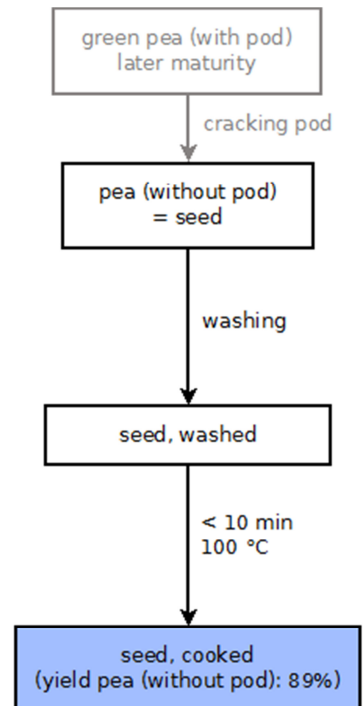 green pea (with pod)
later maturity
cracking pod
pea (without pod)
= seed
washing
seed, washed
< 10 min
100 °C
seed, cooked
(yield pea (without pod): 89%)